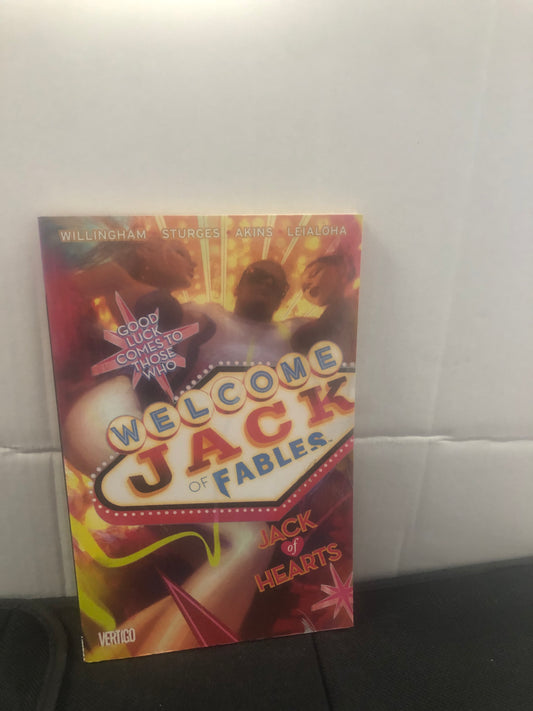 WILLINGHAM STURGES AKINS LEIALOHA
GOOD
LUCK
COMES TO
THOSE
WHO
WELCOME
JACK
OF FABLES
JACK
of
HEARTS
VERTIGO